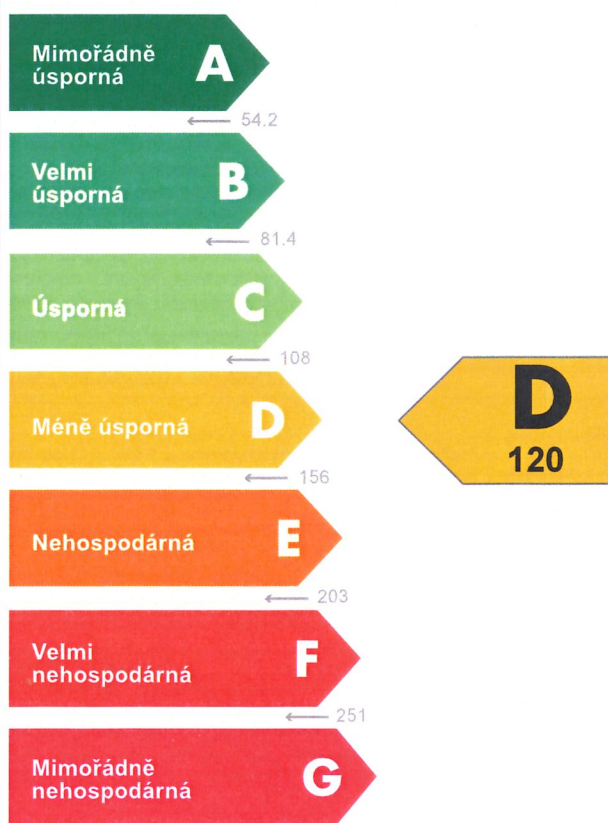 Mimořádně
úsporná
A
54.2
Velmi
úsporná
B
81.4
Úsporná
C
108
Méně úsporná
D
156
D
120
Nehospodárná
E
203
Velmi
nehospodárná
F
251
Mimořádně
nehospodárná
G